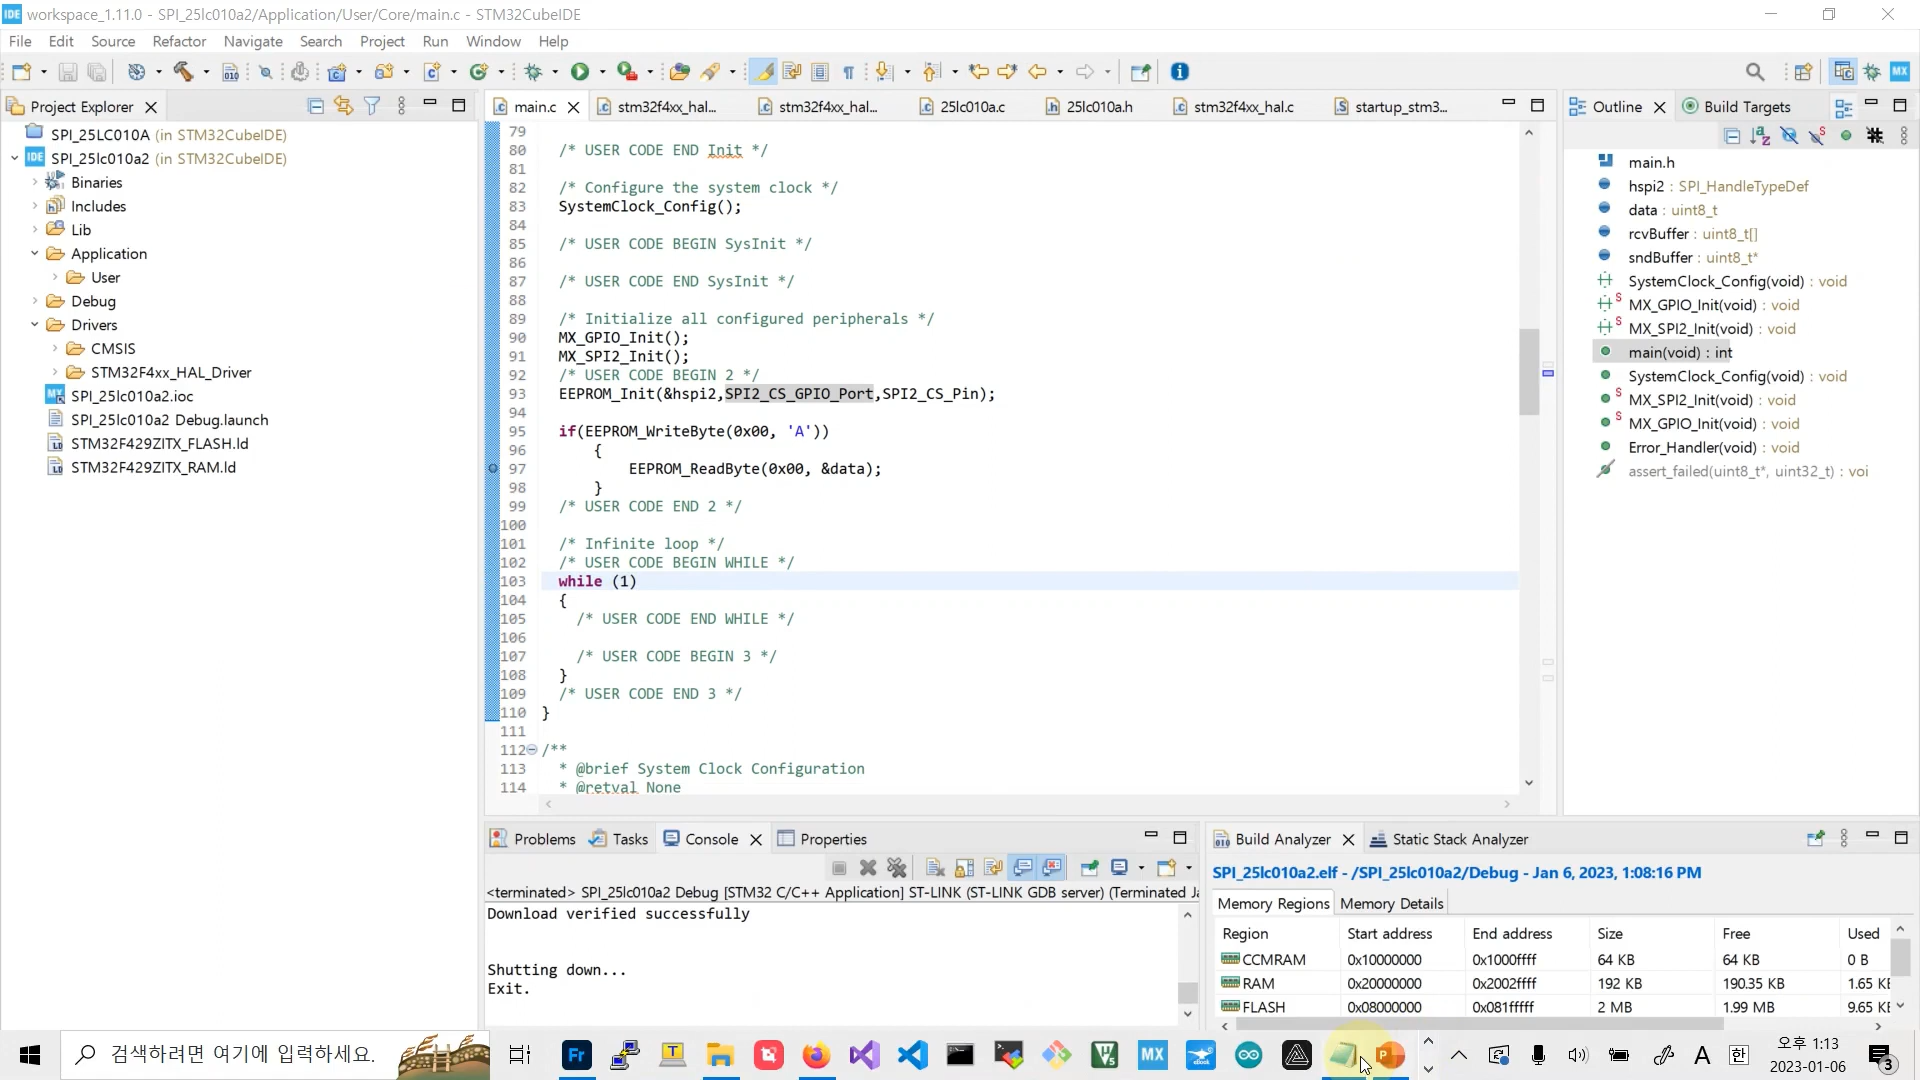 workspace_1.11.0 - SPI_25lc010a2/Application/User/Core/main.c - STM32CubeIDE
File Edit Source Refactor Navigate Search Project Run Window Help
Project Explorer
SPI_25LC010A (in STM32CubeIDE)
SPI_25lc010a2 (in STM32CubeIDE)
Binaries
Includes
Lib
Application
User
Debug
Drivers
CMSIS
STM32F4xx_HAL_Driver
SPI_25lc010a2.ioc
SPI_25lc010a2 Debug.launch
STM32F429ZITX_FLASH.ld
STM32F429ZITX_RAM.ld
main.c stm32f4xx_hal... stm32f4xx_hal... 25lc010a.c 25lc010a.h stm32f4xx_hal.c startup_stm3...
79
80 /* USER CODE END Init */
81
82 /* Configure the system clock */
83 SystemClock_Config();
84
85 /* USER CODE BEGIN SysInit */
86
87 /* USER CODE END SysInit */
88
89 /* Initialize all configured peripherals */
90 MX_GPIO_Init();
91 MX_SPI2_Init();
92 /* USER CODE BEGIN 2 */
93 EEPROM_Init(&hspi2,SPI2_CS_GPIO_Port,SPI2_CS_Pin);
94
95 if(EEPROM_WriteByte(0x00, 'A'))
96 {
97 EEPROM_ReadByte(0x00, &data);
98 }
99 /* USER CODE END 2 */
100
101 /* Infinite loop */
102 /* USER CODE BEGIN WHILE */
103 while (1)
104 {
105 /* USER CODE END WHILE */
106
107 /* USER CODE BEGIN 3 */
108 }
109 /* USER CODE END 3 */
110 }
111
112 /**
113 * @brief System Clock Configuration
114 * @retval None
Outline Build Targets
main.h
hspi2 : SPI_HandleTypeDef
data : uint8_t
rcvBuffer : uint8_t[]
sndBuffer : uint8_t*
SystemClock_Config(void) : void
MX_GPIO_Init(void) : void
MX_SPI2_Init(void) : void
main(void) : int
SystemClock_Config(void) : void
MX_SPI2_Init(void) : void
MX_GPIO_Init(void) : void
Error_Handler(void) : void
assert_failed(uint8_t*, uint32_t) : voi
Problems Tasks Console Properties
<terminated> SPI_25lc010a2 Debug [STM32 C/C++ Application] ST-LINK (ST-LINK GDB server) (Terminated Ja
Download verified successfully
Shutting down...
Exit.
Build Analyzer Static Stack Analyzer
SPI_25lc010a2.elf - /SPI_25lc010a2/Debug - Jan 6, 2023, 1:08:16 PM
Memory Regions Memory Details
Region Start address End address Size Free Used
CCMRAM 0x10000000 0x1000ffff 64 KB 64 KB 0 B
RAM 0x20000000 0x2002ffff 192 KB 190.35 KB 1.65 KE
FLASH 0x08000000 0x081fffff 2 MB 1.99 MB 9.65 KE
검색하려면 여기에 입력하세요.
A 한
오후 1:13
2023-01-06
3